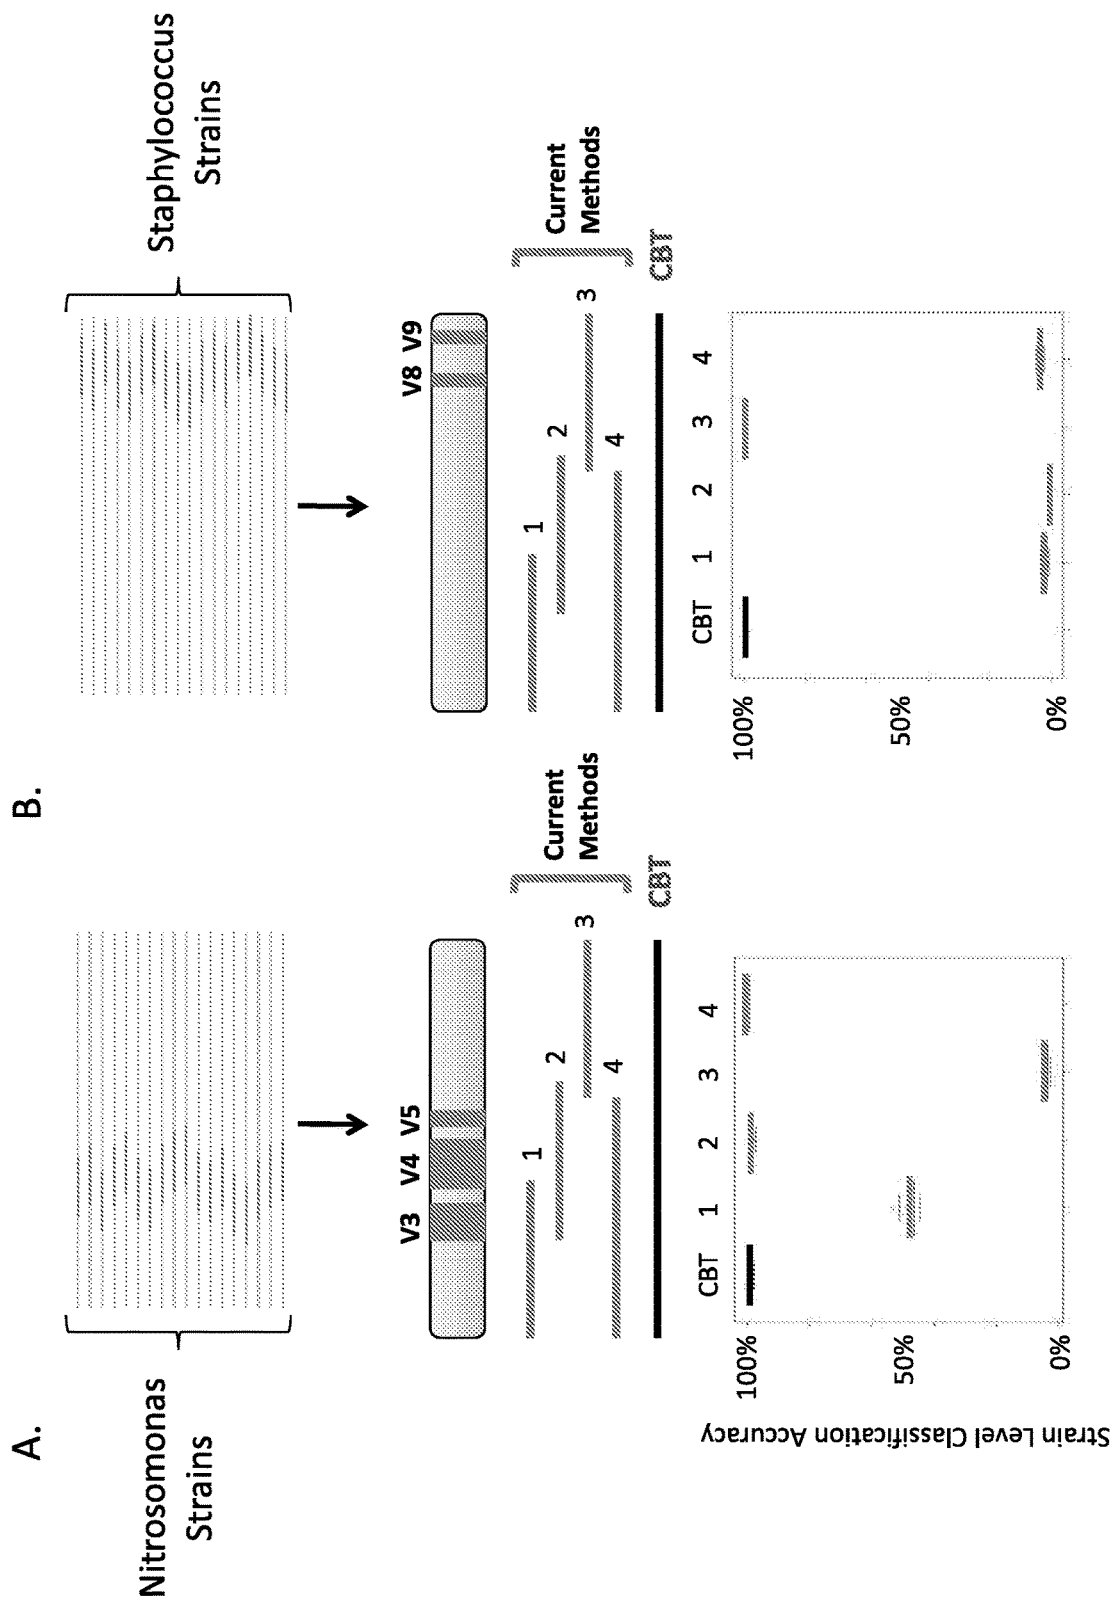 A.
Nitrosomonas
Strains
V3 V4 V5
1
2
3
4
Current
Methods
CBT
Strain Level Classification Accuracy
100%
50%
0%
CBT 1 2 3 4
B.
Staphylococcus
Strains
V8 V9
1
2
3
4
Current
Methods
CBT
100%
50%
0%
CBT 1 2 3 4